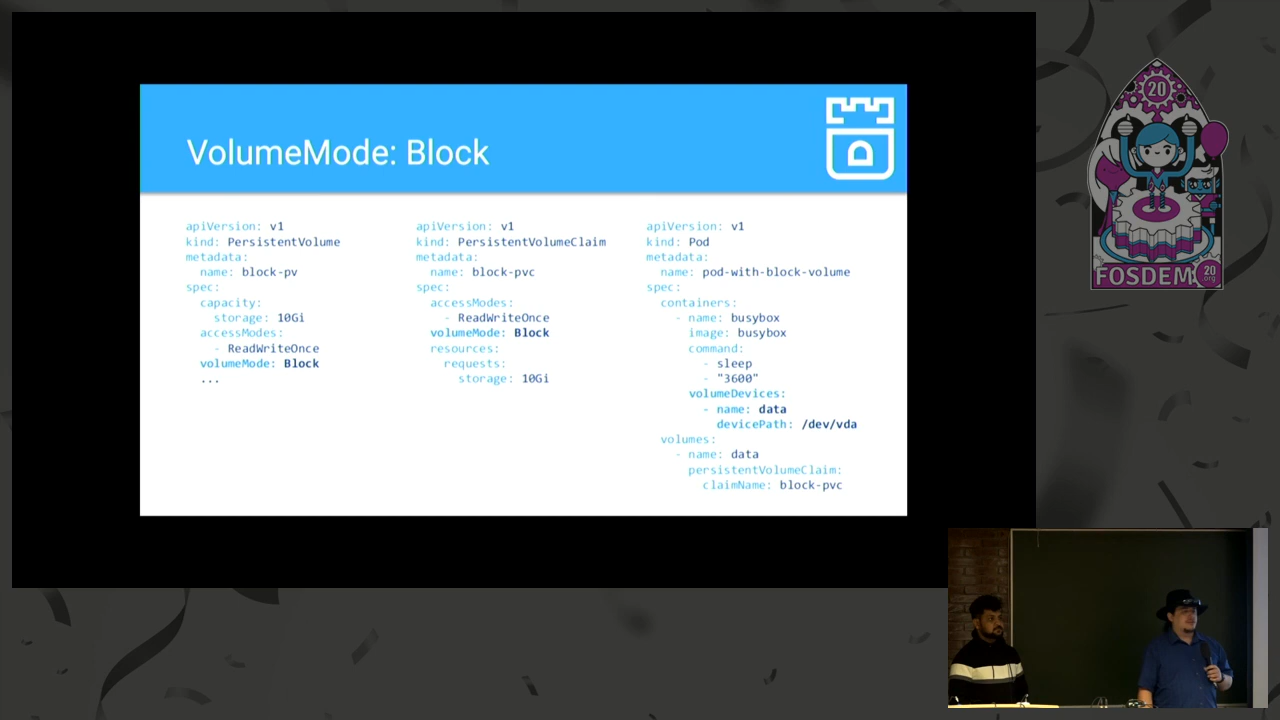 VolumeMode: Block
apiVersion: v1
kind: PersistentVolume
metadata:
name: block-pv
spec:
capacity:
storage: 10Gi
accessModes:
- ReadWriteOnce
volumeMode: Block
...
apiVersion: v1
kind: PersistentVolumeClaim
metadata:
name: block-pvc
spec:
accessModes:
- ReadWriteOnce
volumeMode: Block
resources:
requests:
storage: 10Gi
apiVersion: v1
kind: Pod
metadata:
name: pod-with-block-volume
spec:
containers:
- name: busybox
image: busybox
command:
- sleep
- "3600"
volumeDevices:
- name: data
devicePath: /dev/vda
volumes:
- name: data
persistentVolumeClaim:
claimName: block-pvc
20
FOSDEM
20
.org